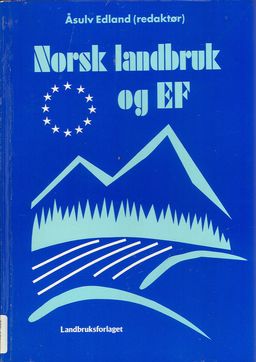 Åsulv Edland (redaktør)
Norsk landbruk
og EF
Landbruksforlaget